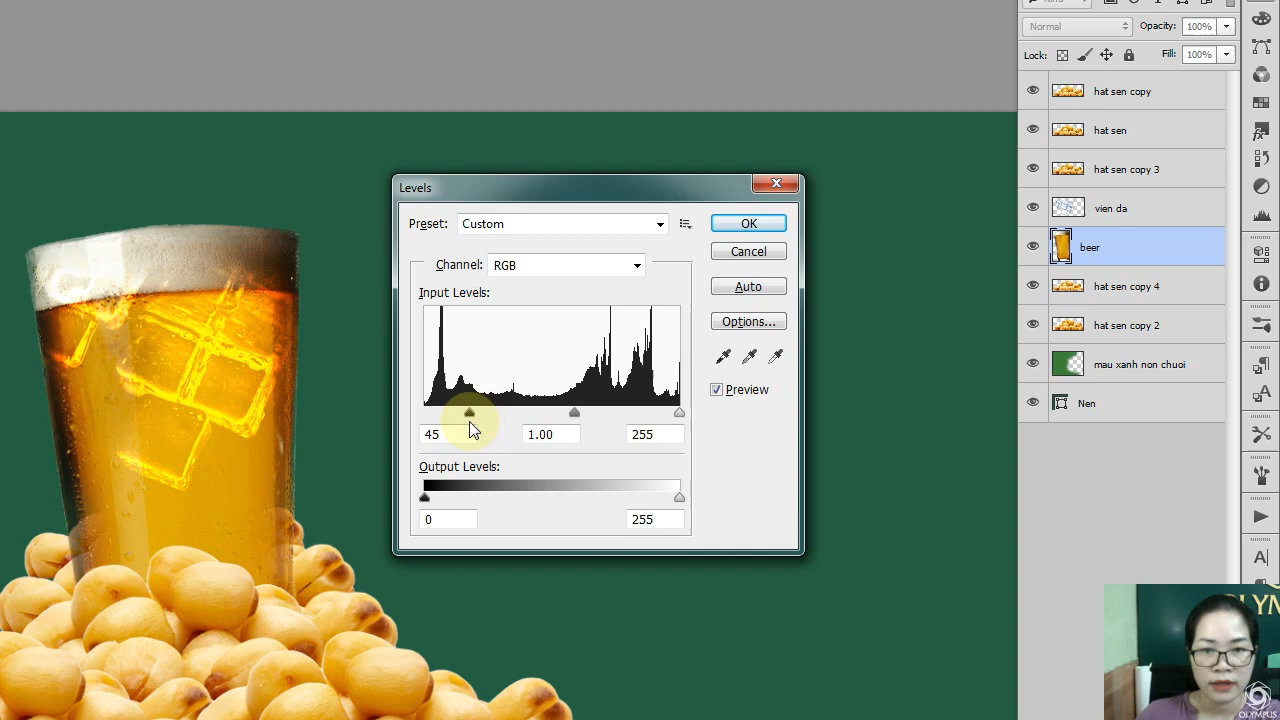 Normal
Opacity: 100%
Lock:
Fill: 100%
hat sen copy
hat sen
hat sen copy 3
vien da
beer
hat sen copy 4
hat sen copy 2
mau xanh non chuoi
Nen
Levels
Preset: Custom
OK
Cancel
Channel: RGB
Auto
Input Levels:
Options...
Preview
45
1.00
255
Output Levels:
0
255
OLYMPUS